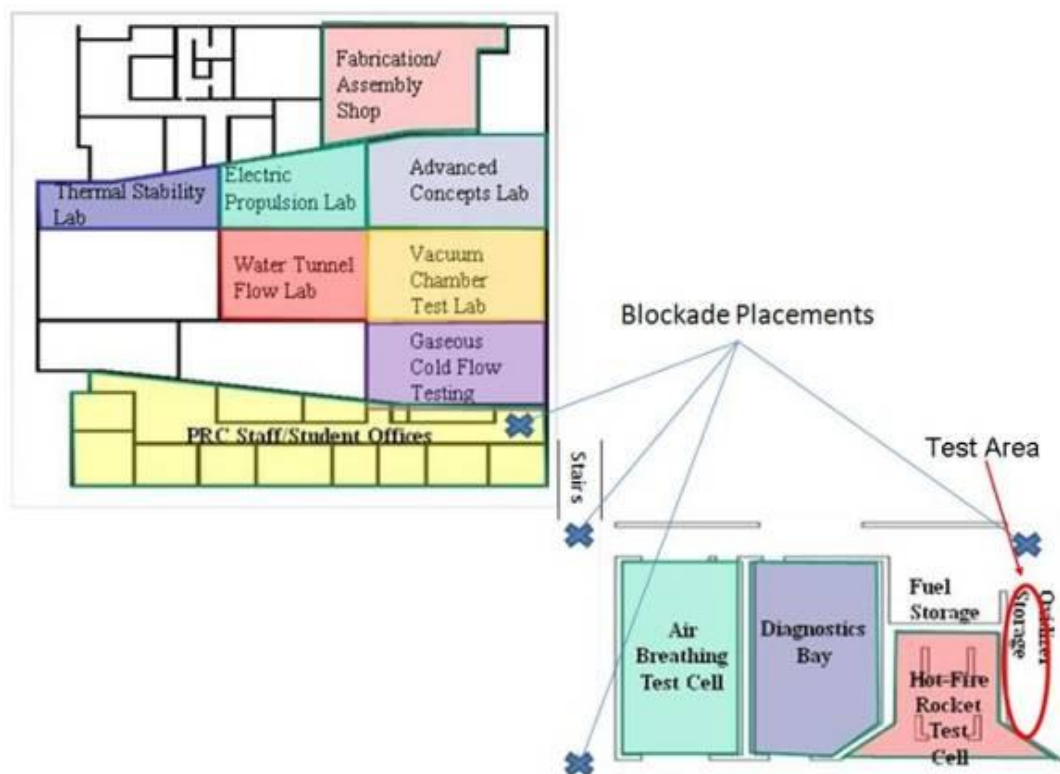 Fabrication/
Assembly
Shop
Thermal Stability
Lab
Electric
Propulsion Lab
Advanced
Concepts Lab
Water Tunnel
Flow Lab
Vacuum
Chamber
Test Lab
Gaseous
Cold Flow
Testing
PRC Staff/Student Offices
Blockade Placements
Test Area
Stairs
Air
Breathing
Test Cell
Diagnostics
Bay
Fuel
Storage
Oxidizer
Storage
Hot-Fire
Rocket
Test
Cell